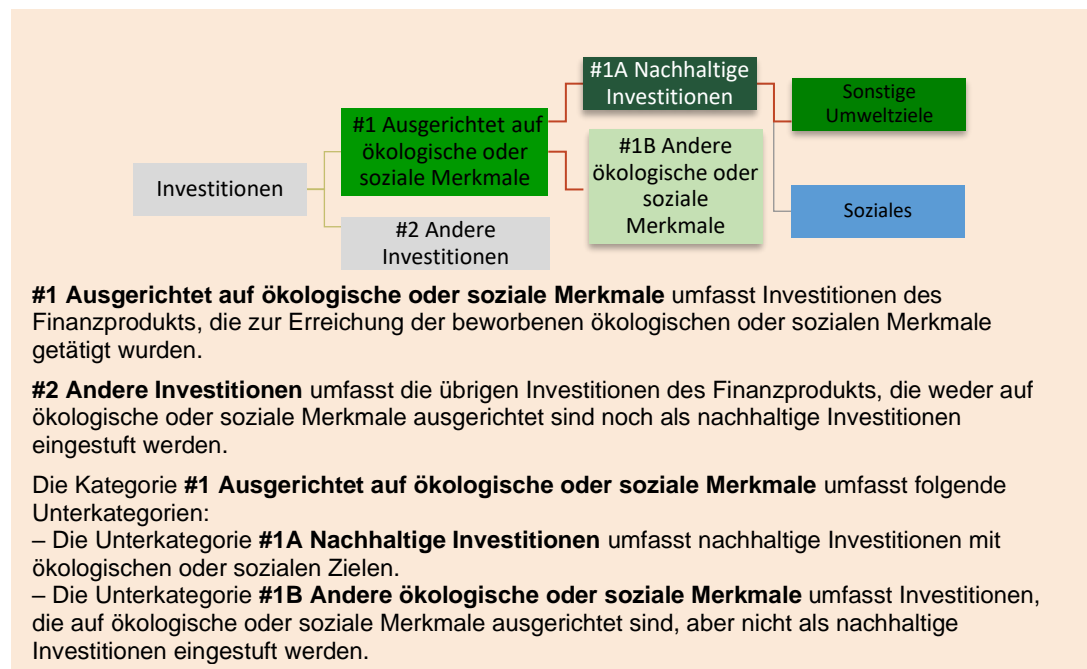 #1A Nachhaltige
Investitionen
Sonstige
Umweltziele
#1 Ausgerichtet auf
ökologische oder
soziale Merkmale
#1B Andere
ökologische oder
soziale
Merkmale
Investitionen
Soziales
#2 Andere
Investitionen
#1 Ausgerichtet auf ökologische oder soziale Merkmale umfasst Investitionen des
Finanzprodukts, die zur Erreichung der beworbenen ökologischen oder sozialen Merkmale
getätigt wurden.
#2 Andere Investitionen umfasst die übrigen Investitionen des Finanzprodukts, die weder auf
ökologische oder soziale Merkmale ausgerichtet sind noch als nachhaltige Investitionen
eingestuft werden.
Die Kategorie #1 Ausgerichtet auf ökologische oder soziale Merkmale umfasst folgende
Unterkategorien:
– Die Unterkategorie #1A Nachhaltige Investitionen umfasst nachhaltige Investitionen mit
ökologischen oder sozialen Zielen.
– Die Unterkategorie #1B Andere ökologische oder soziale Merkmale umfasst Investitionen,
die auf ökologische oder soziale Merkmale ausgerichtet sind, aber nicht als nachhaltige
Investitionen eingestuft werden.